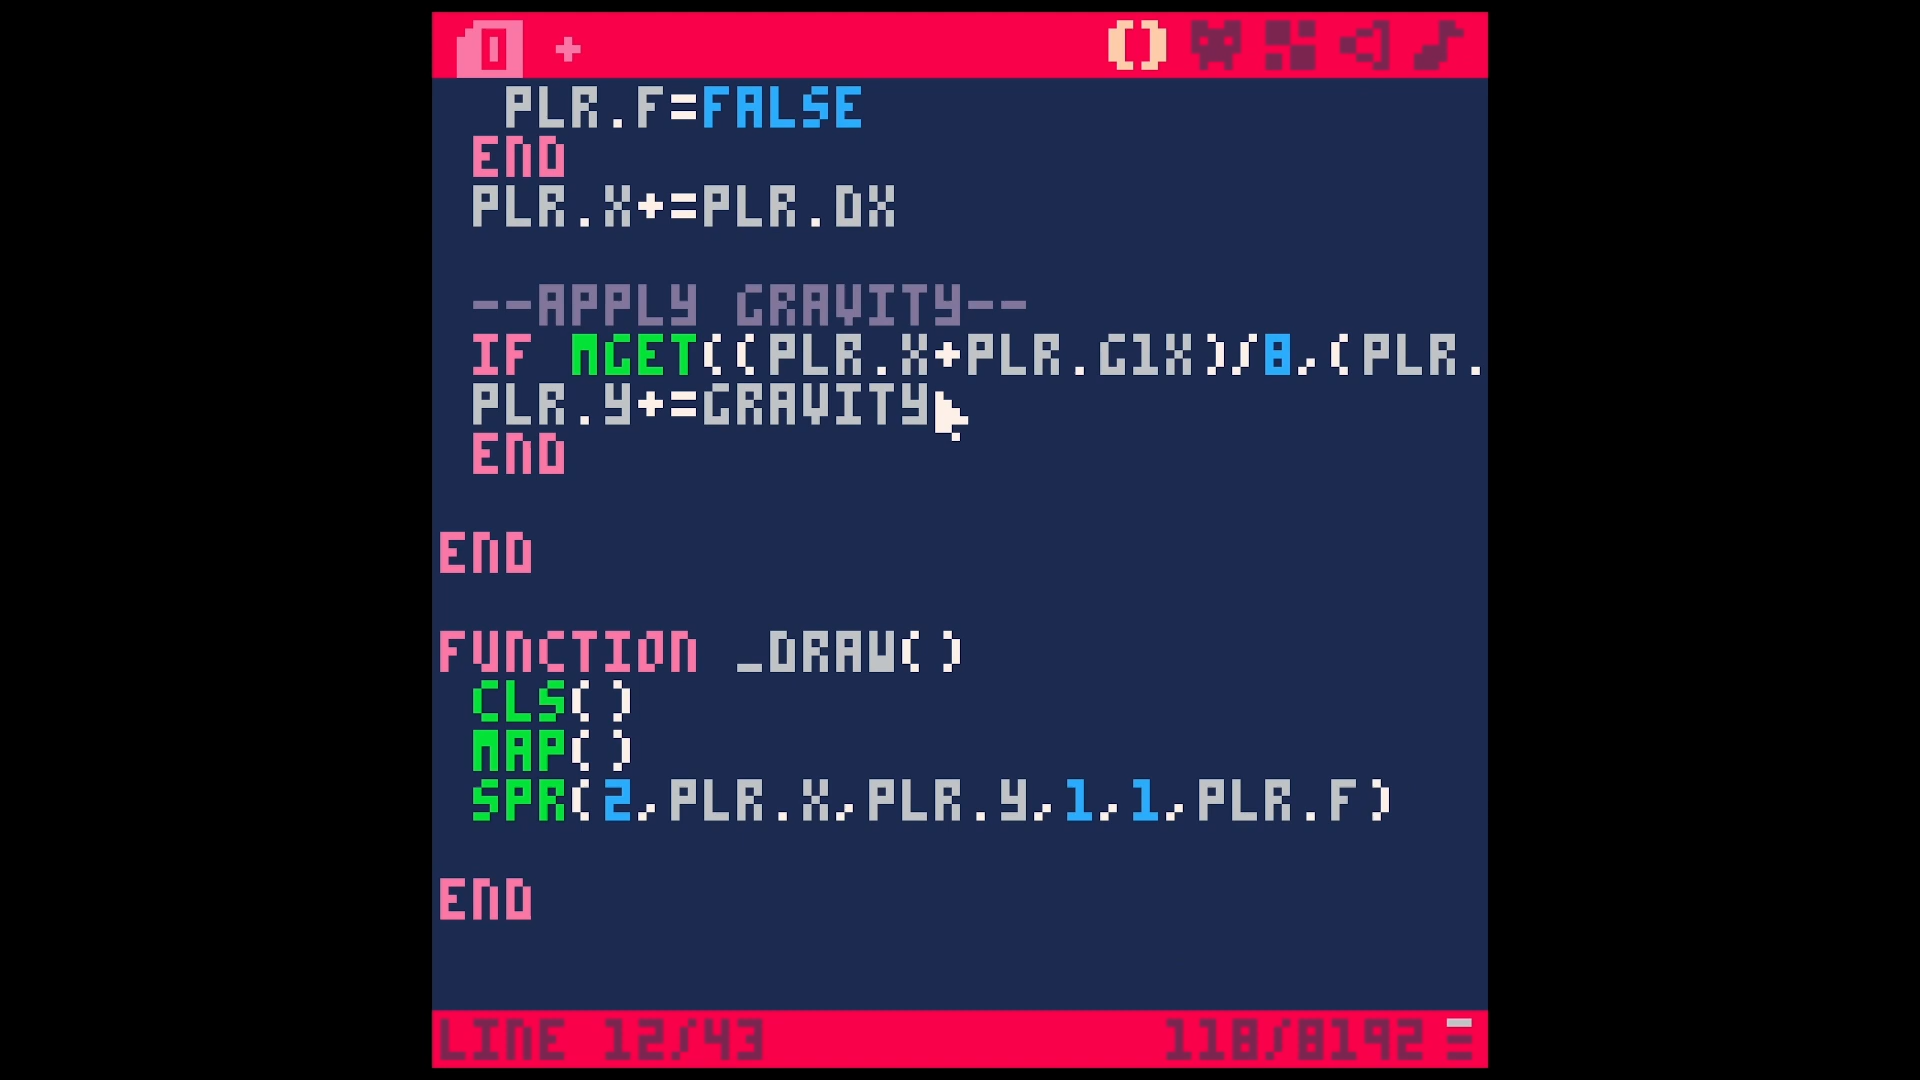 0 +
PLR.F=FALSE
END
PLR.X+=PLR.DX
--APPLY GRAVITY--
IF MGET((PLR.X+PLR.G1X)/8,(PLR.
PLR.Y+=GRAVITY
END
END
FUNCTION _DRAW()
CLS()
MAP()
SPR(2,PLR.X,PLR.Y,1,1,PLR.F)
END
LINE 12/43
118/8192